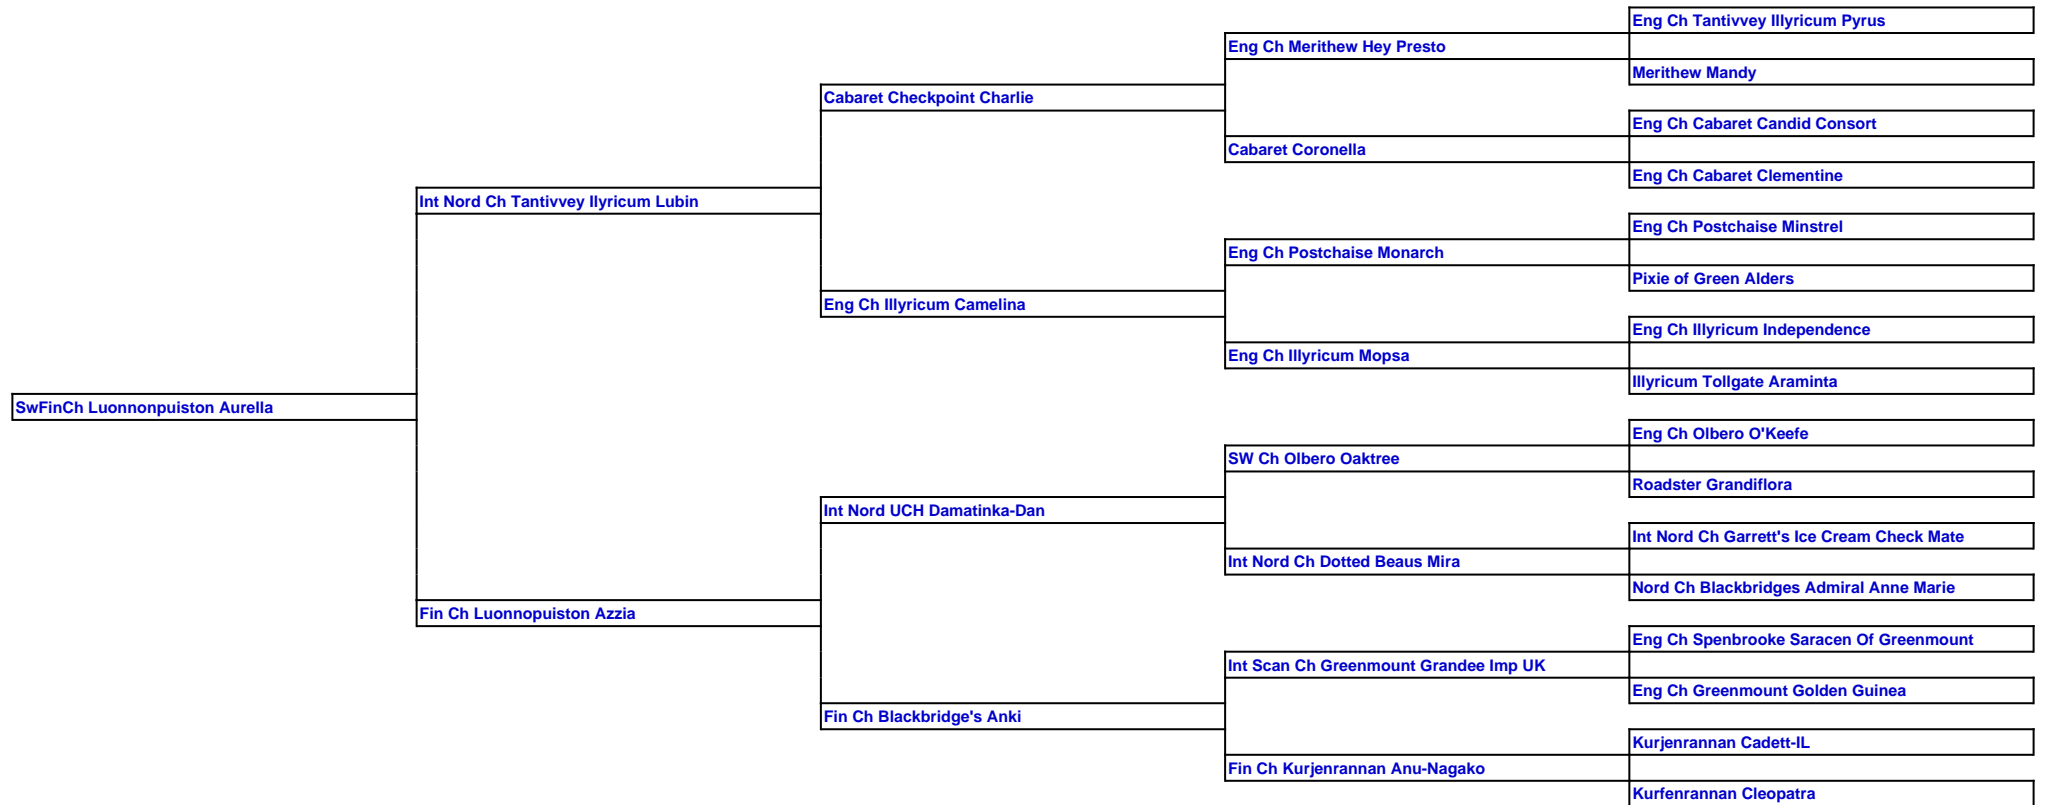 Eng Ch Tantivvey Illyricum Pyrus
Eng Ch Merithew Hey Presto
Merithew Mandy
Cabaret Checkpoint Charlie
Eng Ch Cabaret Candid Consort
Cabaret Coronella
Eng Ch Cabaret Clementine
Int Nord Ch Tantivvey Ilyricum Lubin
Eng Ch Postchaise Minstrel
Eng Ch Postchaise Monarch
Pixie of Green Alders
Eng Ch Illyricum Camelina
Eng Ch Illyricum Independence
Eng Ch Illyricum Mopsa
Illyricum Tollgate Araminta
SwFinCh Luonnonpuiston Aurella
Eng Ch Olbero O'Keefe
SW Ch Olbero Oaktree
Roadster Grandiflora
Int Nord UCH Damatinka-Dan
Int Nord Ch Garrett's Ice Cream Check Mate
Int Nord Ch Dotted Beaus Mira
Nord Ch Blackbridges Admiral Anne Marie
Fin Ch Luonnopuiston Azzia
Eng Ch Spenbrooke Saracen Of Greenmount
Int Scan Ch Greenmount Grandee Imp UK
Eng Ch Greenmount Golden Guinea
Fin Ch Blackbridge's Anki
Kurjenrannan Cadett-IL
Fin Ch Kurjenrannan Anu-Nagako
Kurfenrannan Cleopatra